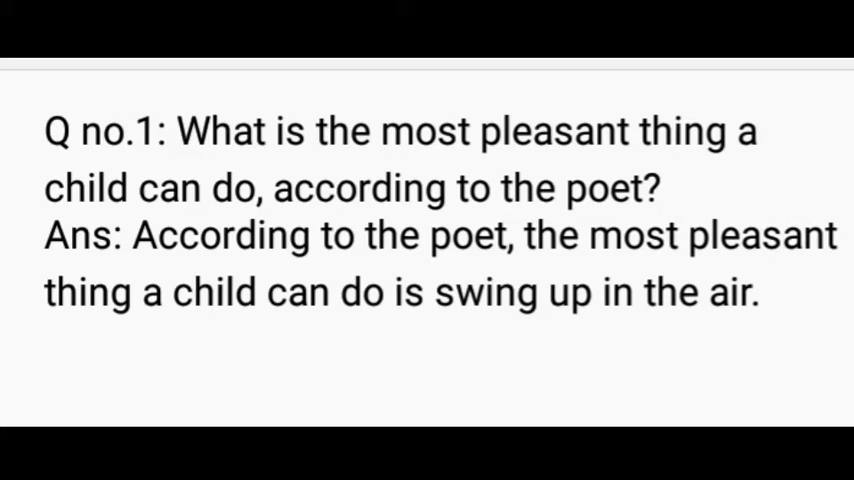 Q no.1: What is the most pleasant thing a
child can do, according to the poet?
Ans: According to the poet, the most pleasant
thing a child can do is swing up in the air.